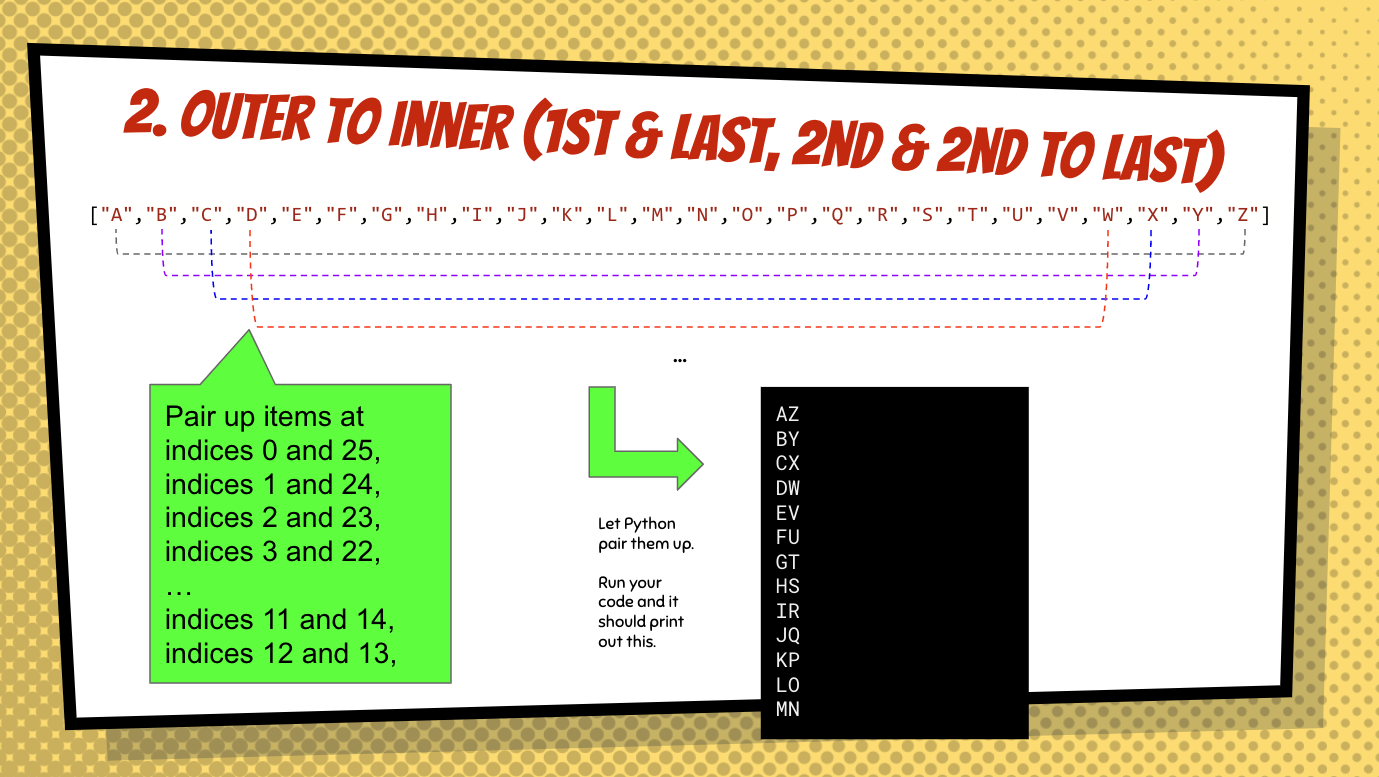 2. OUTER TO INNER (1ST & LAST, 2ND & 2ND TO LAST)
["A","B","C","D","E","F","G","H","I","J","K","L","M","N","O","P","Q","R","S","T","U","V","W","X","Y","Z"]
...
Pair up items at
indices 0 and 25,
indices 1 and 24,
indices 2 and 23,
indices 3 and 22,
…
indices 11 and 14,
indices 12 and 13,
Let Python
pair them up.
Run your
code and it
should print
out this.
AZ
BY
CX
DW
EV
FU
GT
HS
IR
JQ
KP
LO
MN